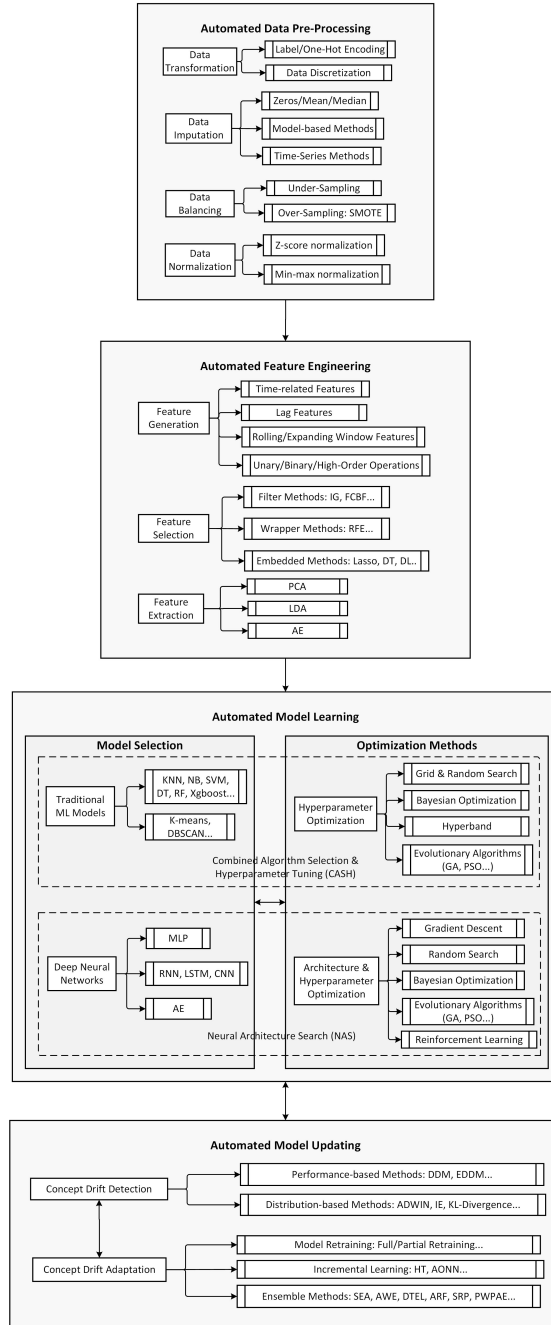 Automated Data Pre-Processing
Data
Transformation
Label/One-Hot Encoding
Data Discretization
Data
Imputation
Zeros/Mean/Median
Model-based Methods
Time-Series Methods
Data
Balancing
Under-Sampling
Over-Sampling: SMOTE
Data
Normalization
Z-score normalization
Min-max normalization
Automated Feature Engineering
Feature
Generation
Time-related Features
Lag Features
Rolling/Expanding Window Features
Unary/Binary/High-Order Operations
Feature
Selection
Filter Methods: IG, FCBF...
Wrapper Methods: RFE...
Embedded Methods: Lasso, DT, DL..
Feature
Extraction
PCA
LDA
AE
Automated Model Learning
Model Selection
Traditional
ML Models
KNN, NB, SVM,
DT, RF, Xgboost...
K-means,
DBSCAN...
Optimization Methods
Hyperparameter
Optimization
Grid & Random Search
Bayesian Optimization
Hyperband
Evolutionary Algorithms
(GA, PSO...)
Combined Algorithm Selection &
Hyperparameter Tuning (CASH)
Deep Neural
Networks
MLP
RNN, LSTM, CNN
AE
Architecture &
Hyperparameter
Optimization
Gradient Descent
Random Search
Bayesian Optimization
Evolutionary Algorithms
(GA, PSO...)
Reinforcement Learning
Neural Architecture Search (NAS)
Automated Model Updating
Concept Drift Detection
Performance-based Methods: DDM, EDDM...
Distribution-based Methods: ADWIN, IE, KL-Divergence...
Concept Drift Adaptation
Model Retraining: Full/Partial Retraining...
Incremental Learning: HT, AONN...
Ensemble Methods: SEA, AWE, DTEL, ARF, SRP, PWPAE...